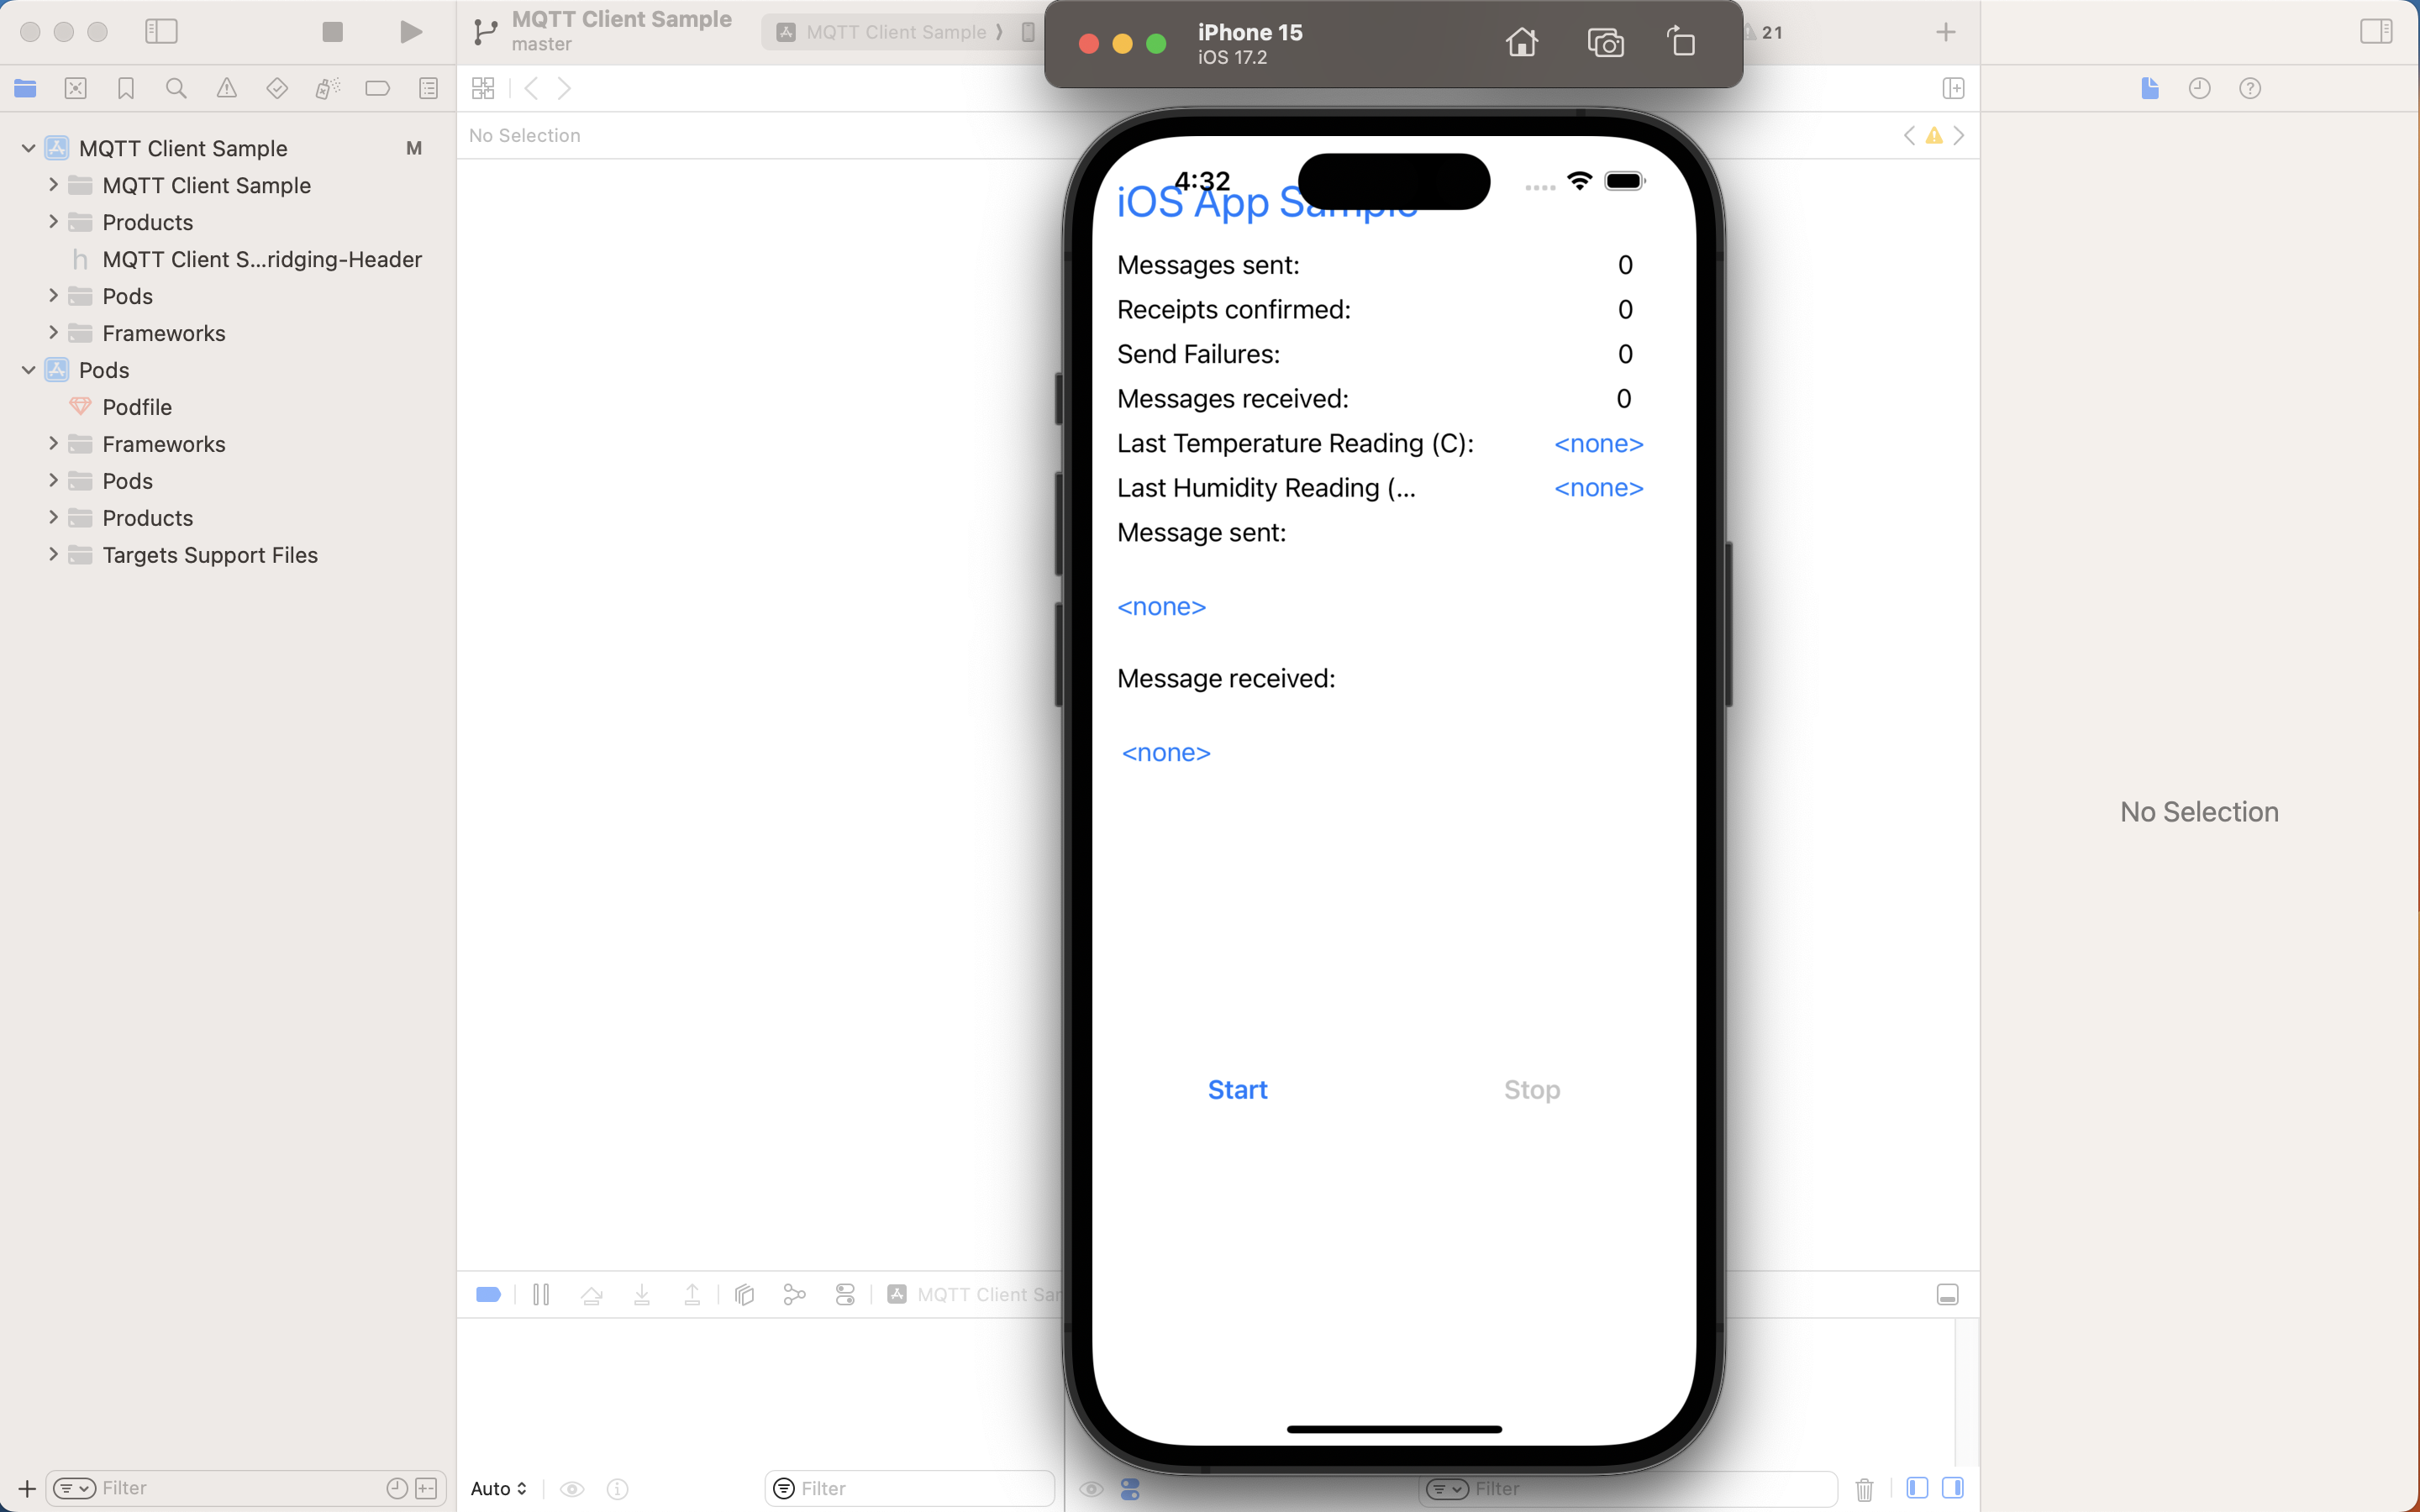 MQTT Client Sample
master
MQTT Client Sample
iPhone 15
iOS 17.2
21
No Selection
MQTT Client Sample
M
MQTT Client Sample
Products
MQTT Client S...ridging-Header
Pods
Frameworks
Pods
Podfile
Frameworks
Pods
Products
Targets Support Files
4:32
iOS App Sample
Messages sent: 0
Receipts confirmed: 0
Send Failures: 0
Messages received: 0
Last Temperature Reading (C): <none>
Last Humidity Reading (... <none>
Message sent:
<none>
Message received:
<none>
Start Stop
No Selection
MQTT Client Sar
Filter
Auto
Filter
Filter